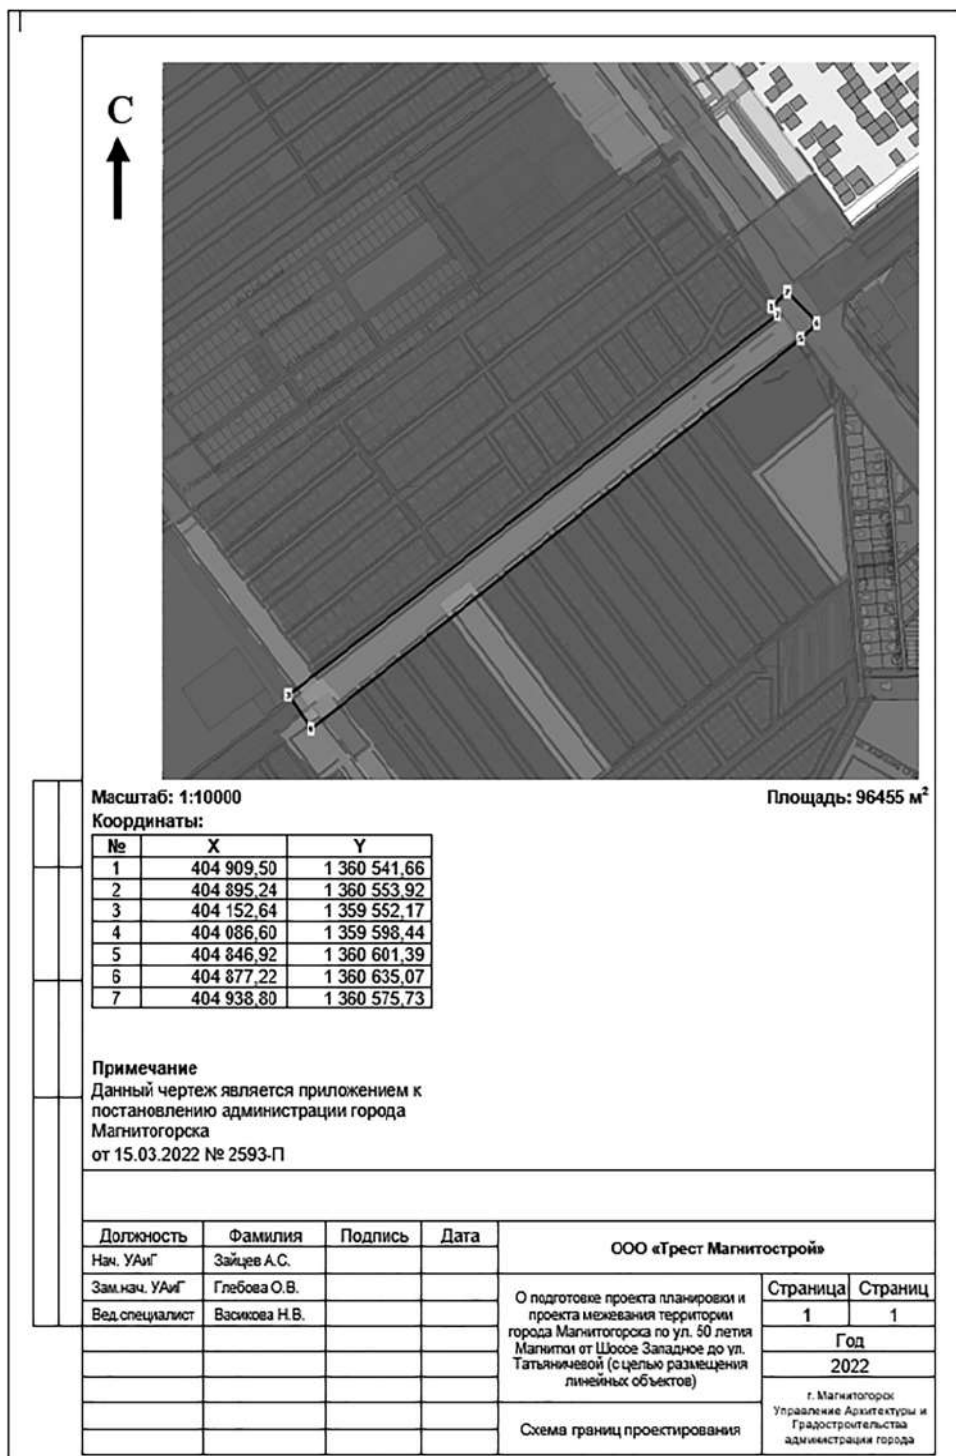 С
1
7
2
6
5
3
Масштаб: 1:10000
Площадь: 96455 м²
Координаты:
№ X Y
1 404 909,50 1 360 541,66
2 404 895,24 1 360 553,92
3 404 152,64 1 359 552,17
4 404 086,60 1 359 598,44
5 404 846,92 1 360 601,39
6 404 877,22 1 360 635,07
7 404 938,80 1 360 575,73
Примечание
Данный чертеж является приложением к
постановлению администрации города
Магнитогорска
от 15.03.2022 № 2593-П
Должность Фамилия Подпись Дата
Нач. УАиГ Зайцев А.С.
Зам.нач. УАиГ Глебова О.В.
Вед.специалист Васикова Н.В.
ООО «Трест Магнитострой»
О подготовке проекта планировки и
проекта межевания территории
города Магнитогорска по ул. 50 летия
Магнитки от Шоссе Западное до ул.
Татьяничевой (с целью размещения
линейных объектов)
Страница Страниц
1 1
Год
2022
Схема границ проектирования
г. Магнитогорск
Управление Архитектуры и
Градостроительства
администрации города